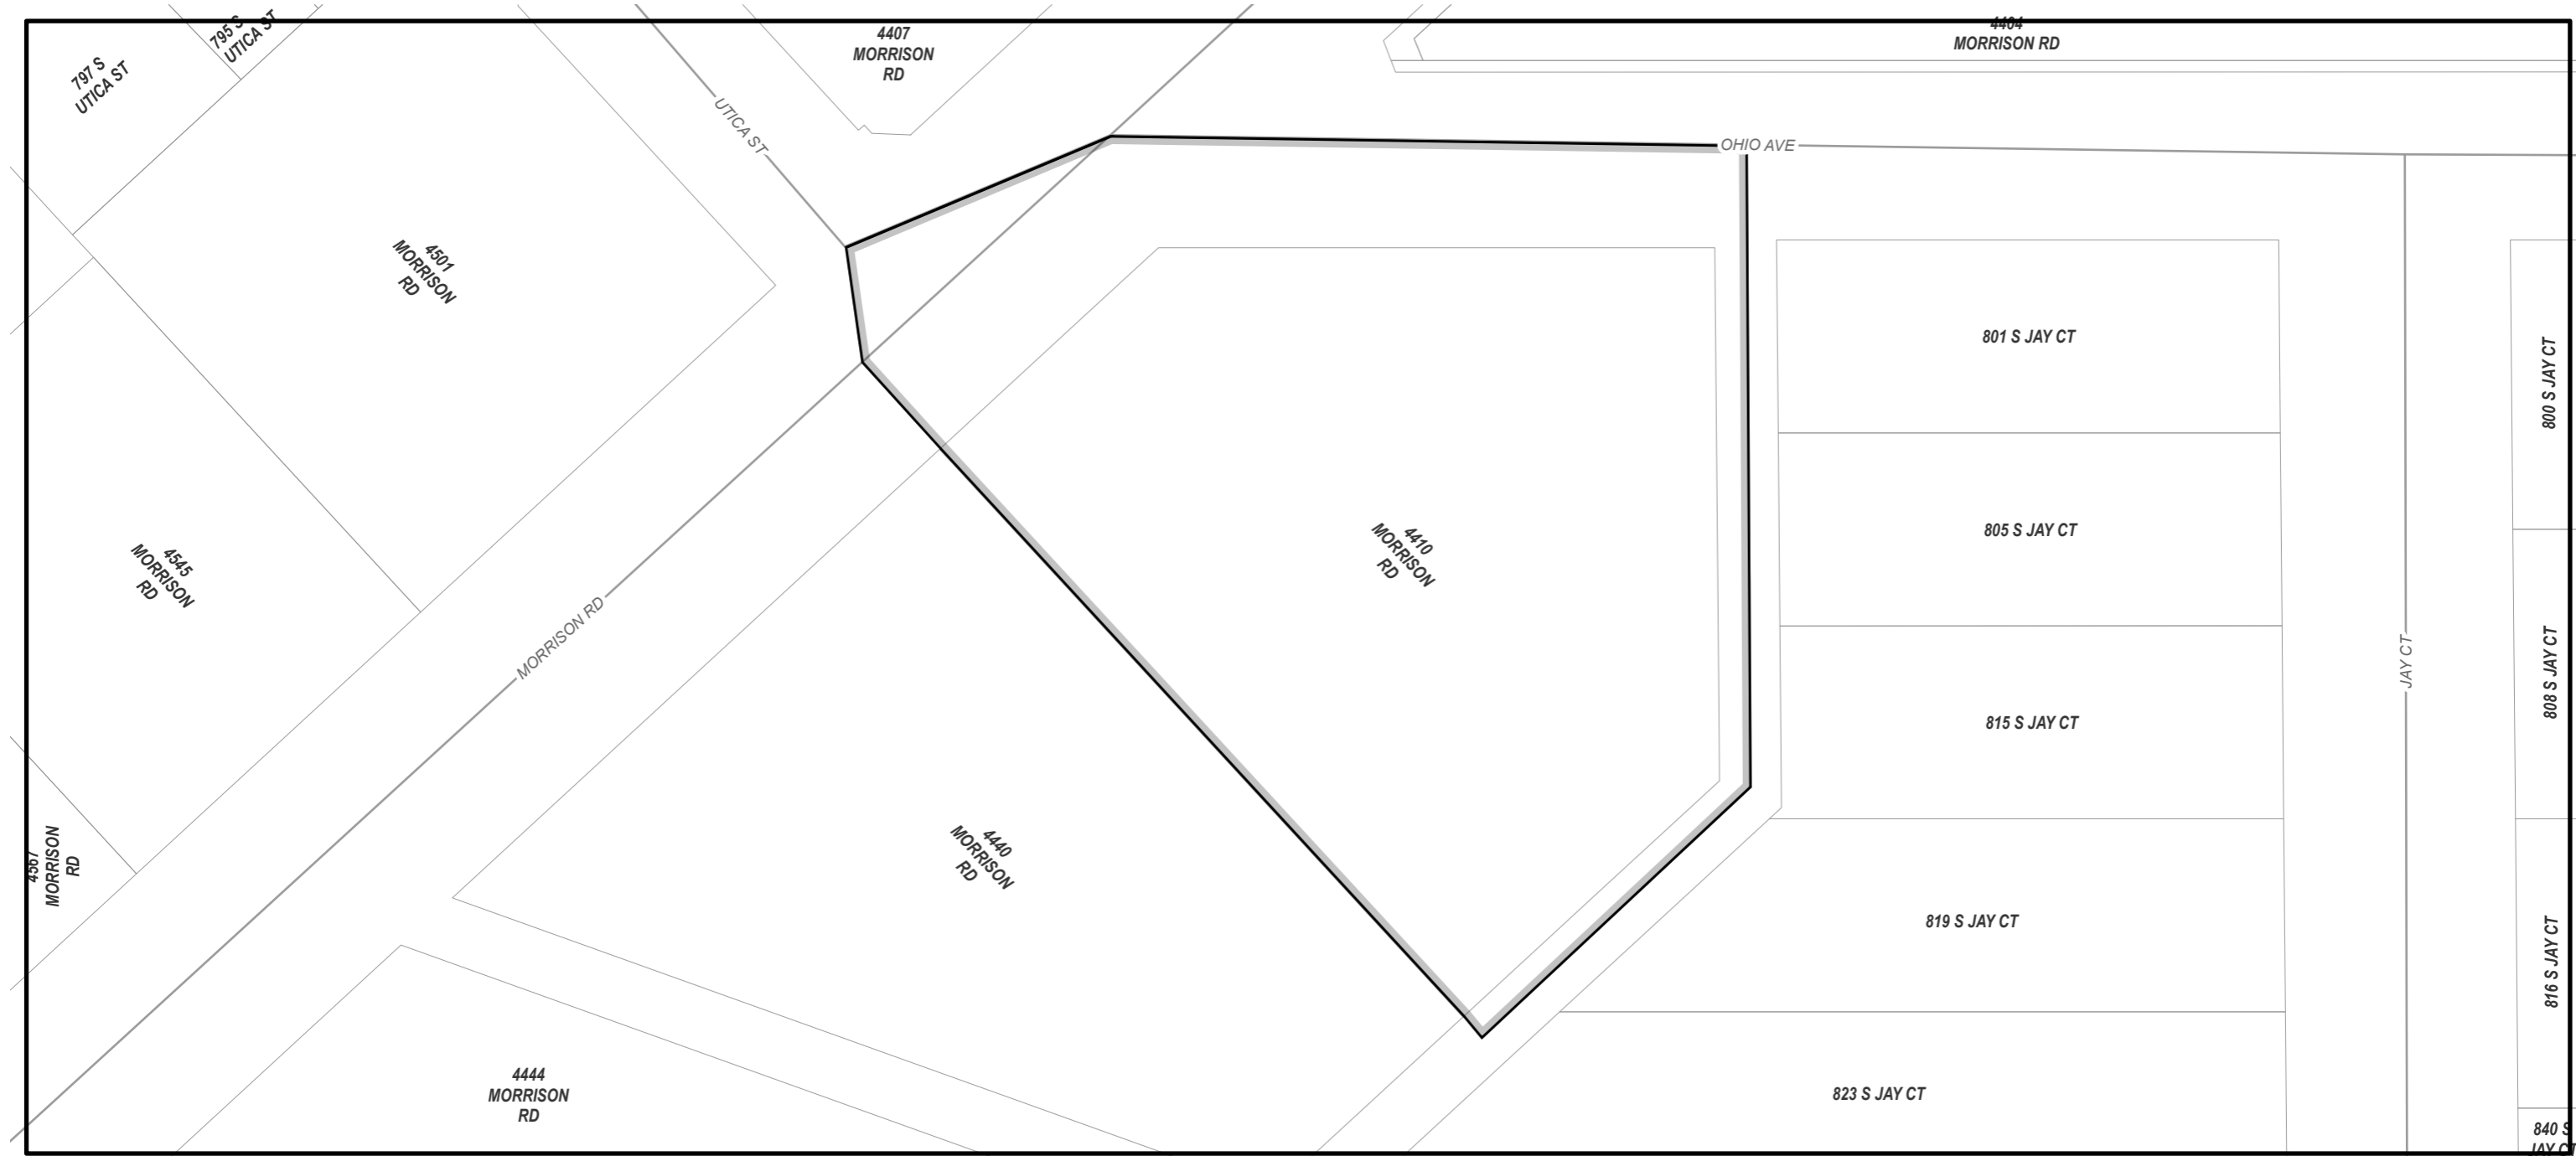 795 S
UTICA ST
797 S
UTICA ST
4407
MORRISON
RD
4404
MORRISON RD
UTICA ST
OHIO AVE
4501
MORRISON
RD
801 S JAY CT
800 S JAY CT
4545
MORRISON
RD
4410
MORRISON
RD
805 S JAY CT
MORRISON RD
JAY CT
808 S JAY CT
815 S JAY CT
4567
MORRISON
RD
4440
MORRISON
RD
819 S JAY CT
816 S JAY CT
4444
MORRISON
RD
823 S JAY CT
840 S
JAY CT